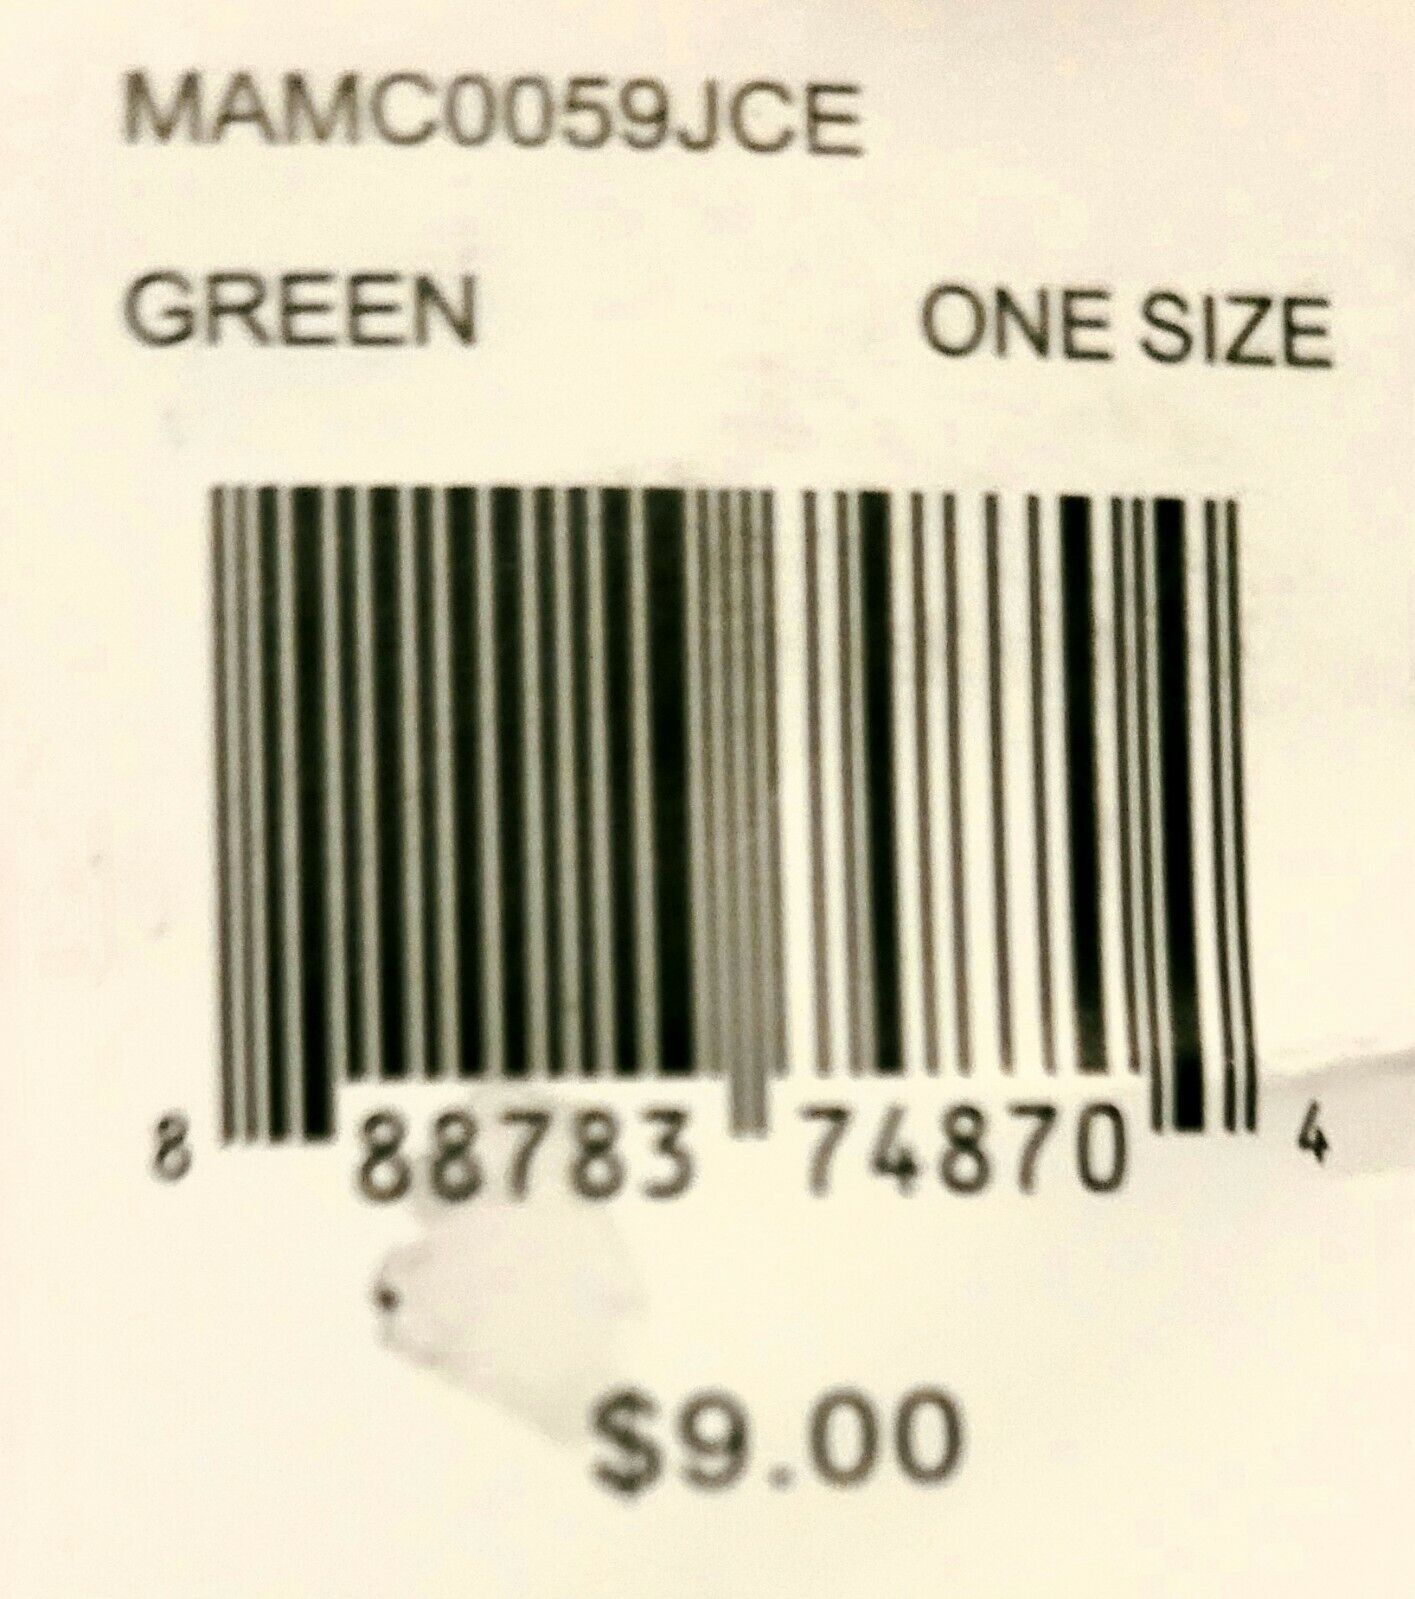 MAMC0059JCE
GREEN ONE SIZE
8 88783 74870 4
$9.00